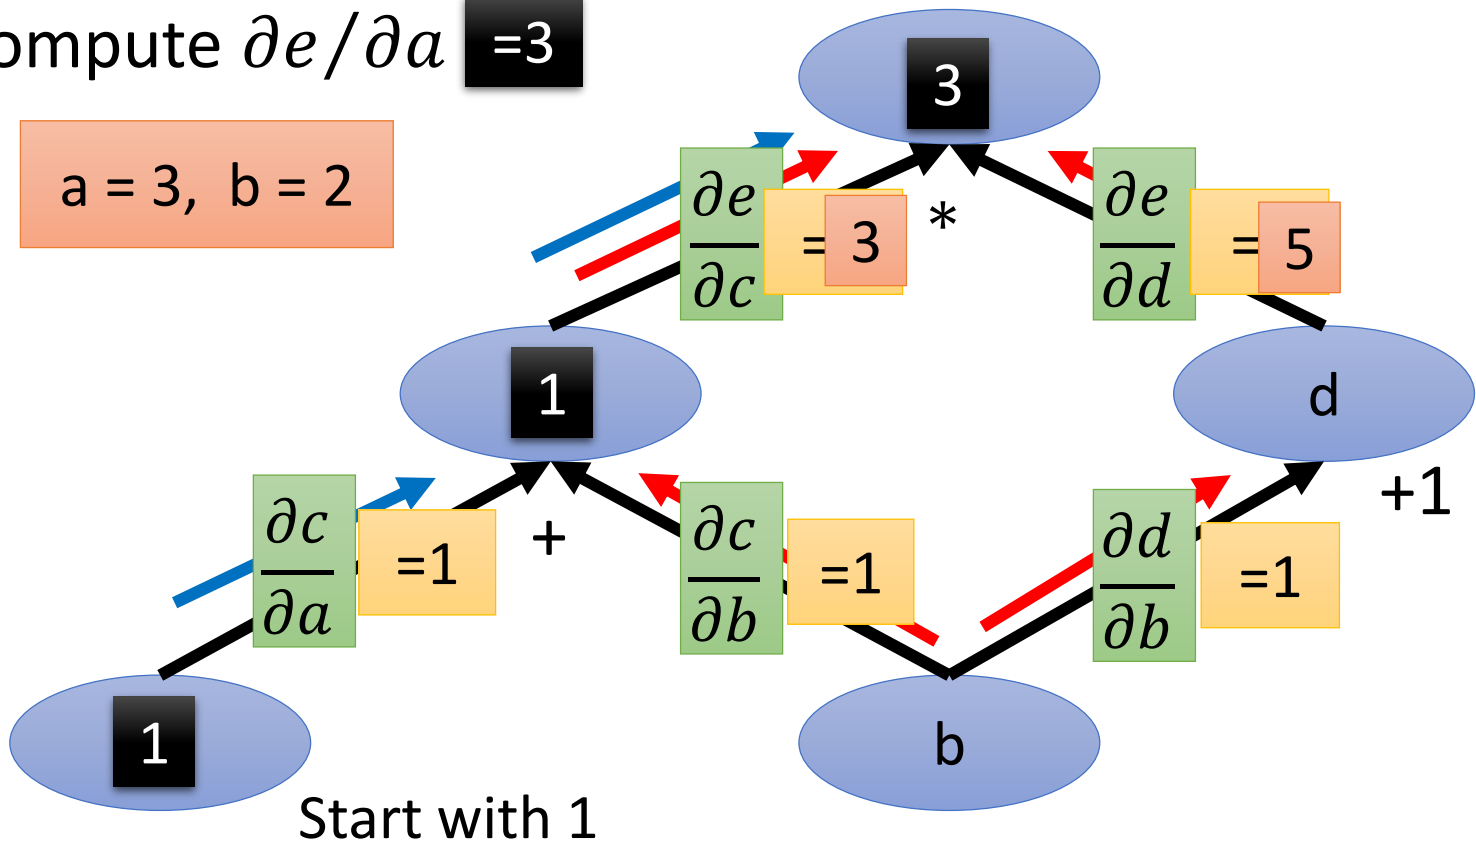 ompute ∂e/∂a =3
3
a = 3, b = 2
∂e/∂c = 3
*
∂e/∂d = 5
1
d
∂c/∂a =1
+
∂c/∂b =1
∂d/∂b =1
+1
1
b
Start with 1